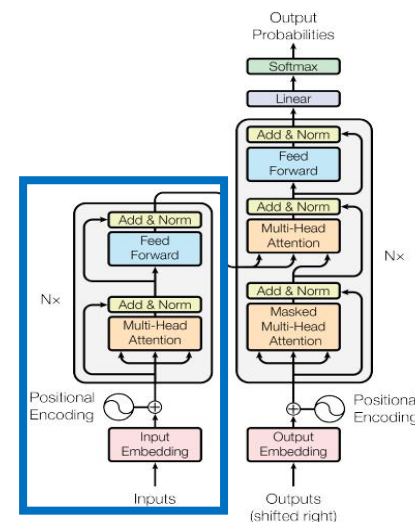 Output
Probabilities
Softmax
Linear
Add & Norm
Feed
Forward
Add & Norm
Multi-Head
Attention
Add & Norm
Masked
Multi-Head
Attention
N×
Positional
Encoding
Output
Embedding
Outputs
(shifted right)
Add & Norm
Feed
Forward
Add & Norm
Multi-Head
Attention
N×
Positional
Encoding
Input
Embedding
Inputs